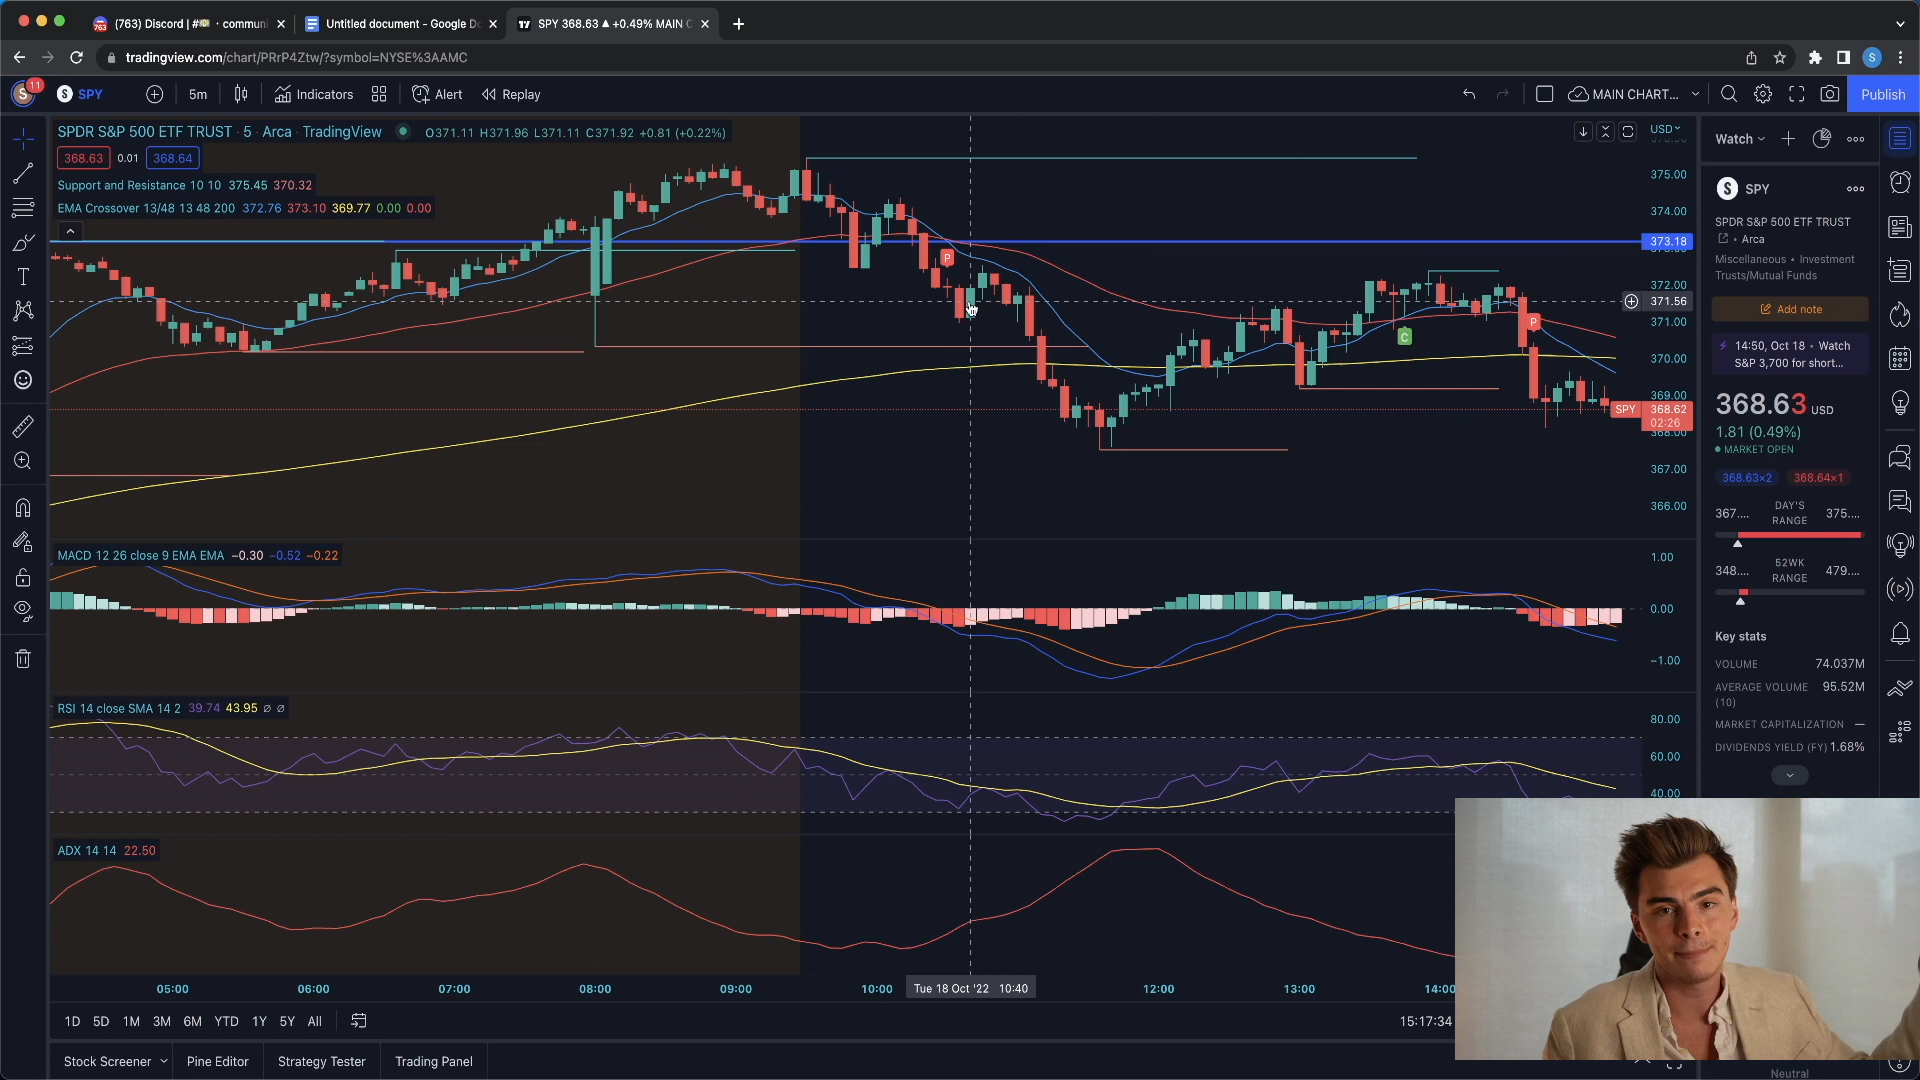 763
(763) Discord | # · commun
Untitled document - Google Do
SPY 368.63 ▲ +0.49% MAIN C
tradingview.com/chart/PRrP4Ztw/?symbol=NYSE%3AAMC
S
11
S
SPY
5m
Indicators
Alert
Replay
MAIN CHART...
Publish
SPDR S&P 500 ETF TRUST · 5 · Arca · TradingView
O371.11 H371.96 L371.11 C371.92 +0.81 (+0.22%)
368.63 0.01 368.64
Support and Resistance 10 10 375.45 370.32
EMA Crossover 13/48 13 48 200 372.76 373.10 369.77 0.00 0.00
USD
375.00
374.00
373.18
372.00
371.56
371.00
370.00
369.00
SPY 368.62
02:26
368.00
367.00
366.00
P
C
P
MACD 12 26 close 9 EMA EMA −0.30 −0.52 −0.22
1.00
0.00
−1.00
RSI 14 close SMA 14 2 39.74 43.95 ∅ ∅
80.00
60.00
40.00
ADX 14 14 22.50
05:00 06:00 07:00 08:00 09:00 10:00 Tue 18 Oct '22 10:40 12:00 13:00 14:00
1D 5D 1M 3M 6M YTD 1Y 5Y All
15:17:34
Stock Screener Pine Editor Strategy Tester Trading Panel
Watch
S SPY
SPDR S&P 500 ETF TRUST
• Arca
Miscellaneous • Investment
Trusts/Mutual Funds
Add note
14:50, Oct 18 • Watch
S&P 3,700 for short...
368.63 USD
1.81 (0.49%)
MARKET OPEN
368.63×2 368.64×1
367.... DAY'S RANGE 375....
348.... 52WK RANGE 479....
Key stats
VOLUME 74.037M
AVERAGE VOLUME (10) 95.52M
MARKET CAPITALIZATION —
DIVIDENDS YIELD (FY) 1.68%
Neutral